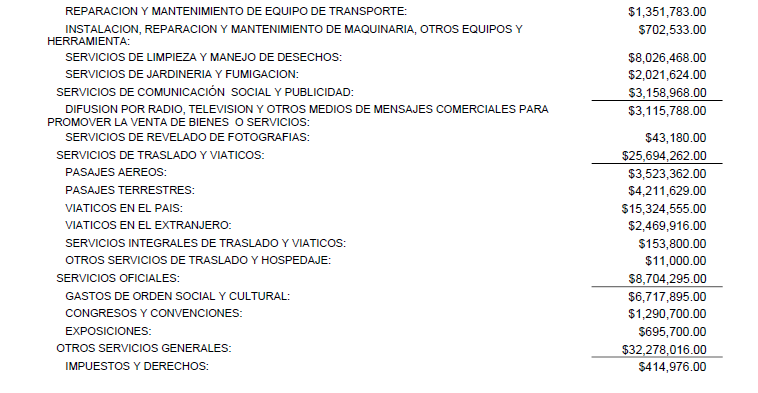 REPARACION Y MANTENIMIENTO DE EQUIPO DE TRANSPORTE: $1,351,783.00
INSTALACION, REPARACION Y MANTENIMIENTO DE MAQUINARIA, OTROS EQUIPOS Y $702,533.00
HERRAMIENTA:
SERVICIOS DE LIMPIEZA Y MANEJO DE DESECHOS: $8,026,468.00
SERVICIOS DE JARDINERIA Y FUMIGACION: $2,021,624.00
SERVICIOS DE COMUNICACIÓN SOCIAL Y PUBLICIDAD: $3,158,968.00
DIFUSION POR RADIO, TELEVISION Y OTROS MEDIOS DE MENSAJES COMERCIALES PARA $3,115,788.00
PROMOVER LA VENTA DE BIENES O SERVICIOS:
SERVICIOS DE REVELADO DE FOTOGRAFIAS: $43,180.00
SERVICIOS DE TRASLADO Y VIATICOS: $25,694,262.00
PASAJES AEREOS: $3,523,362.00
PASAJES TERRESTRES: $4,211,629.00
VIATICOS EN EL PAIS: $15,324,555.00
VIATICOS EN EL EXTRANJERO: $2,469,916.00
SERVICIOS INTEGRALES DE TRASLADO Y VIATICOS: $153,800.00
OTROS SERVICIOS DE TRASLADO Y HOSPEDAJE: $11,000.00
SERVICIOS OFICIALES: $8,704,295.00
GASTOS DE ORDEN SOCIAL Y CULTURAL: $6,717,895.00
CONGRESOS Y CONVENCIONES: $1,290,700.00
EXPOSICIONES: $695,700.00
OTROS SERVICIOS GENERALES: $32,278,016.00
IMPUESTOS Y DERECHOS: $414,976.00